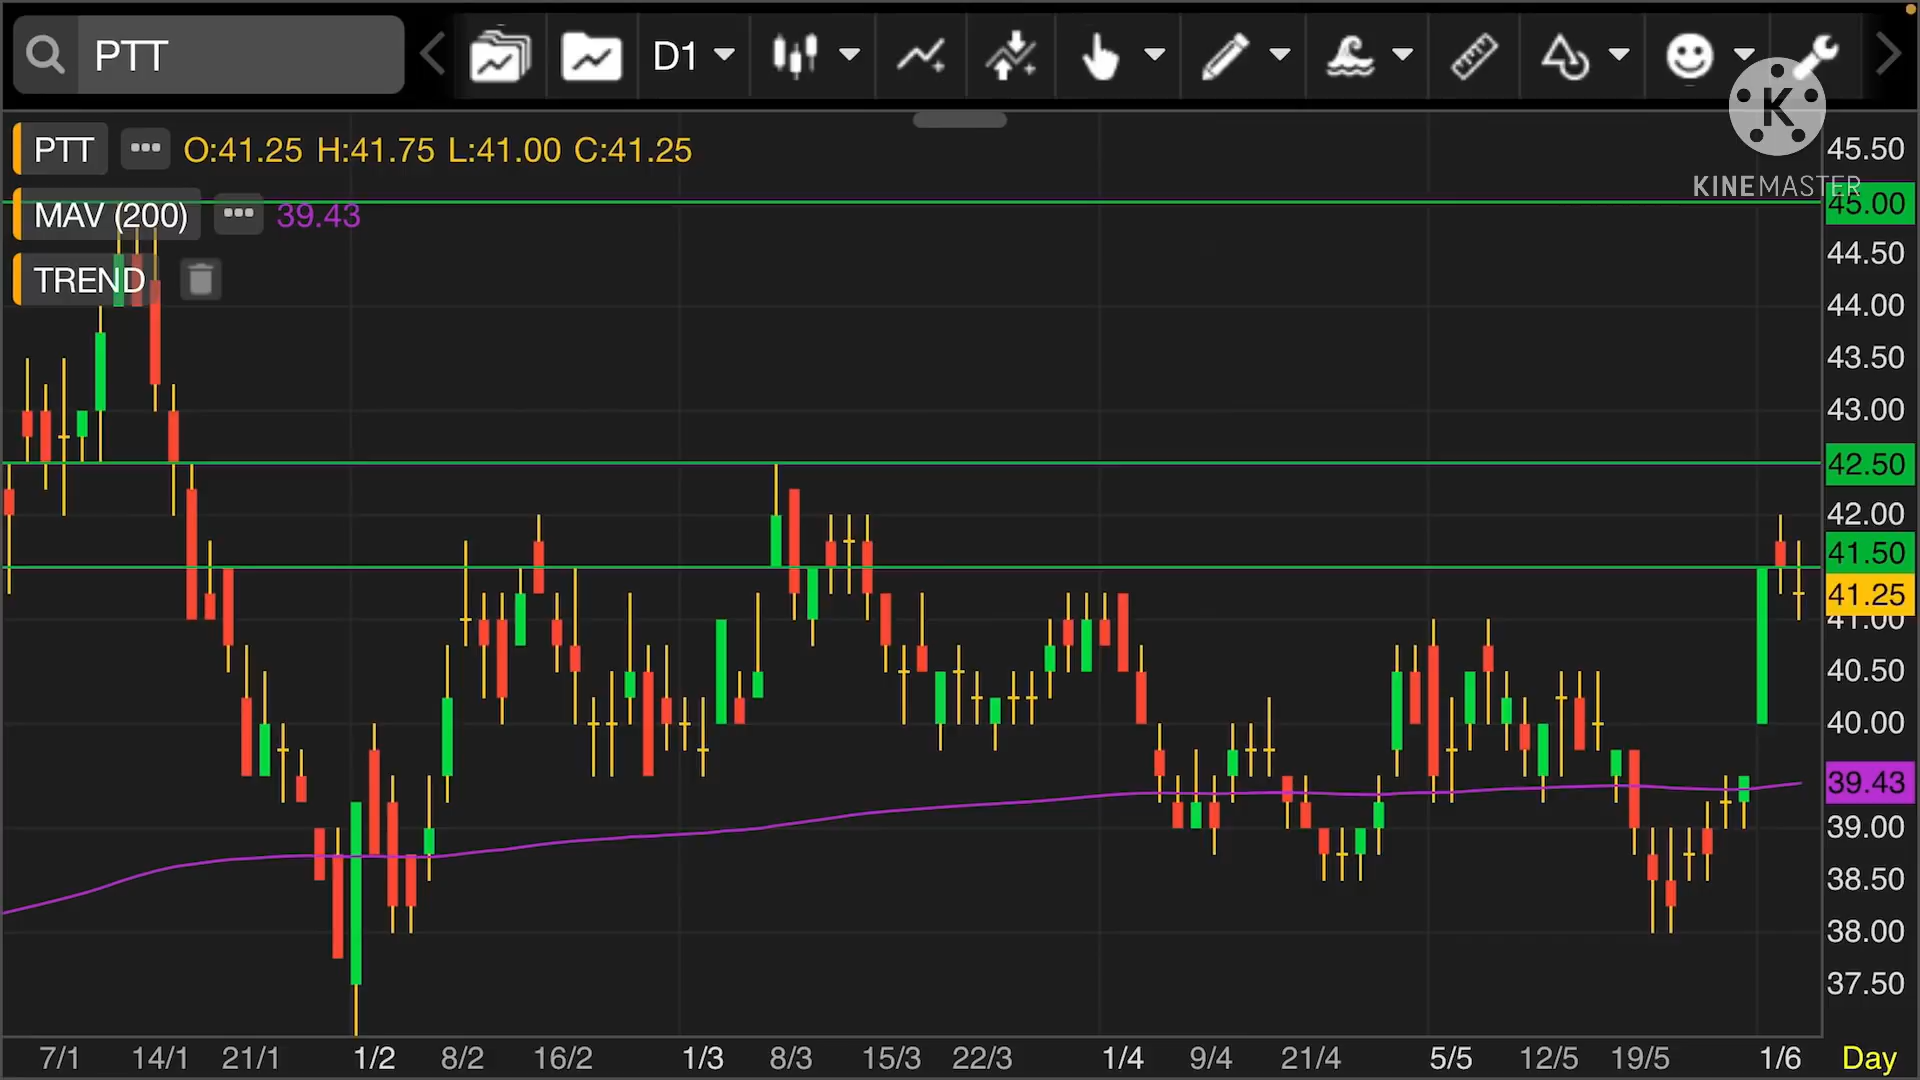 PTT D1
K
KINEMASTER
PTT O:41.25 H:41.75 L:41.00 C:41.25
MAV (200) 39.43
TREND
45.50
45.00
44.50
44.00
43.50
43.00
42.50
42.00
41.50
41.25
41.00
40.50
40.00
39.43
39.00
38.50
38.00
37.50
7/1 14/1 21/1 1/2 8/2 16/2 1/3 8/3 15/3 22/3 1/4 9/4 21/4 5/5 12/5 19/5 1/6 Day